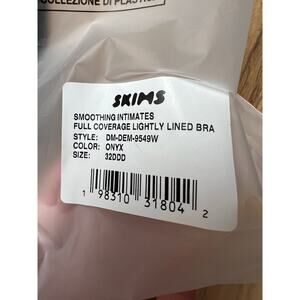 COLLEZIONE DI PLASTICA
SKIMS
SMOOTHING INTIMATES
FULL COVERAGE LIGHTLY LINED BRA
STYLE: DM-DEM-9549W
COLOR: ONYX
SIZE: 32DDD
1 98310 31804 2